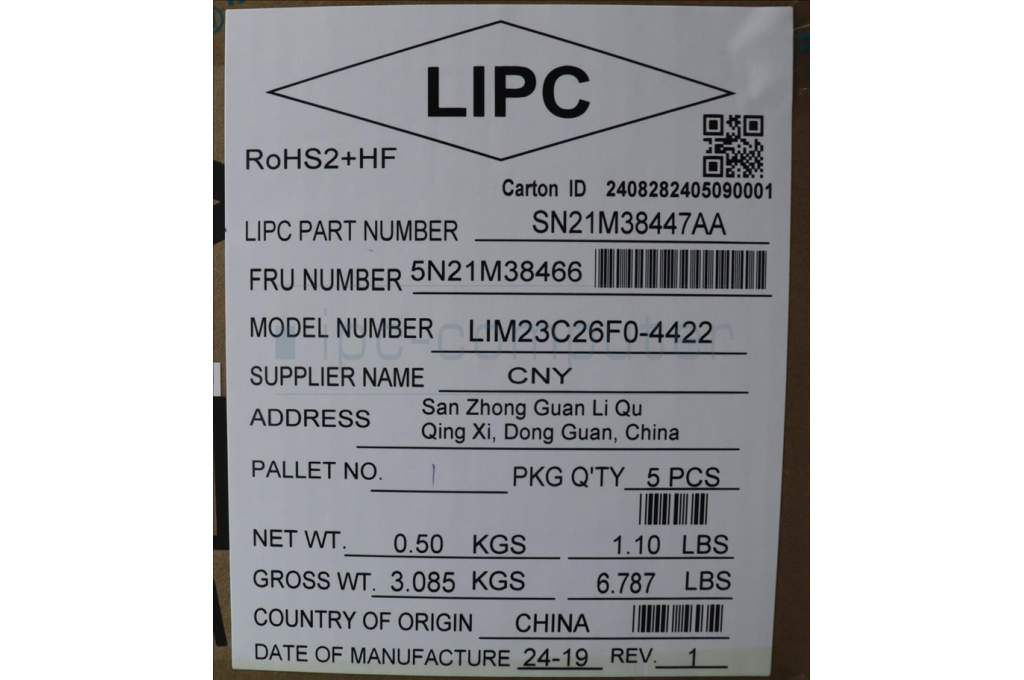 LIPC
RoHS2+HF
Carton ID 2408282405090001
LIPC PART NUMBER SN21M38447AA
FRU NUMBER 5N21M38466
MODEL NUMBER LIM23C26F0-4422
ipc-computer
SUPPLIER NAME CNY
ADDRESS San Zhong Guan Li Qu
Qing Xi, Dong Guan, China
PALLET NO. 1 PKG Q'TY 5 PCS
NET WT. 0.50 KGS 1.10 LBS
GROSS WT. 3.085 KGS 6.787 LBS
COUNTRY OF ORIGIN CHINA
DATE OF MANUFACTURE 24-19 REV. 1